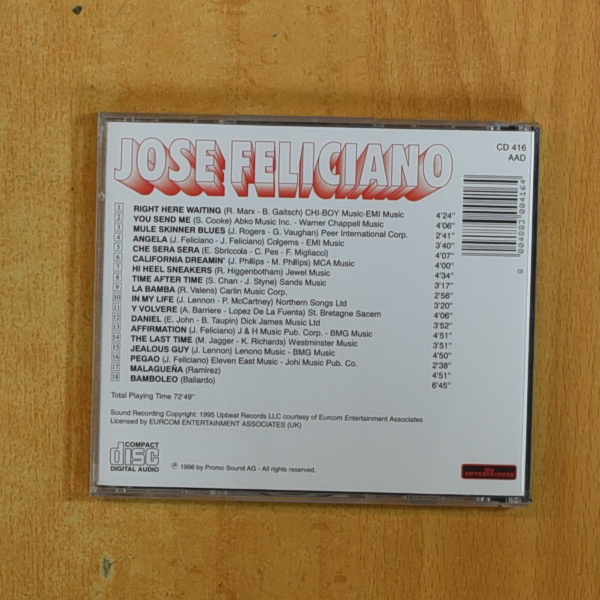 JOSE FELICIANO
CD 416
AAD
1 RIGHT HERE WAITING (R. Marx - B. Gaitsch) CHI-BOY Music-EMI Music 4'24"
2 YOU SEND ME (S. Cooke) Abko Music Inc. - Warner Chappell Music 4'06"
3 MULE SKINNER BLUES (J. Rogers - G. Vaughan) Peer International Corp. 2'41"
4 ANGELA (J. Feliciano - J. Feliciano) Colgems - EMI Music 3'40"
5 CHE SERA SERA (E. Sbriccola - C. Pes - F. Migliacci) 4'07"
6 CALIFORNIA DREAMIN' (J. Phillips - M. Phillips) MCA Music 4'00"
7 HI HEEL SNEAKERS (R. Higgenbotham) Jewel Music 4'34"
8 TIME AFTER TIME (S. Chan - J. Styne) Sands Music 3'17"
9 LA BAMBA (R. Valens) Carlin Music Corp. 2'56"
10 IN MY LIFE (J. Lennon - P. McCartney) Northern Songs Ltd 3'20"
11 Y VOLVERE (A. Barriere - Lopez De La Fuenta) St. Bretagne Sacem 4'06"
12 DANIEL (E. John - B. Taupin) Dick James Music Ltd 3'52"
13 AFFIRMATION (J. Feliciano) J & H Music Pub. Corp. - BMG Music 4'51"
14 THE LAST TIME (M. Jagger - K. Richards) Westminster Music 3'51"
15 JEALOUS GUY (J. Lennon) Lenono Music - BMG Music 4'50"
16 PEGAO (J. Feliciano) Eleven East Music - Johi Music Pub. Co. 2'38"
17 MALAGUEÑA (Ramirez) 4'51"
18 BAMBOLEO (Baliardo) 6'45"
Total Playing Time 72'49"
Sound Recording Copyright: 1995 Upbeat Records LLC courtesy of Eurcom Entertainment Associates
Licensed by EURCOM ENTERTAINMENT ASSOCIATES (UK)
COMPACT
disc
DIGITAL AUDIO
℗ 1996 by Promo Sound AG - All rights reserved.
the
ENTERTAINERS